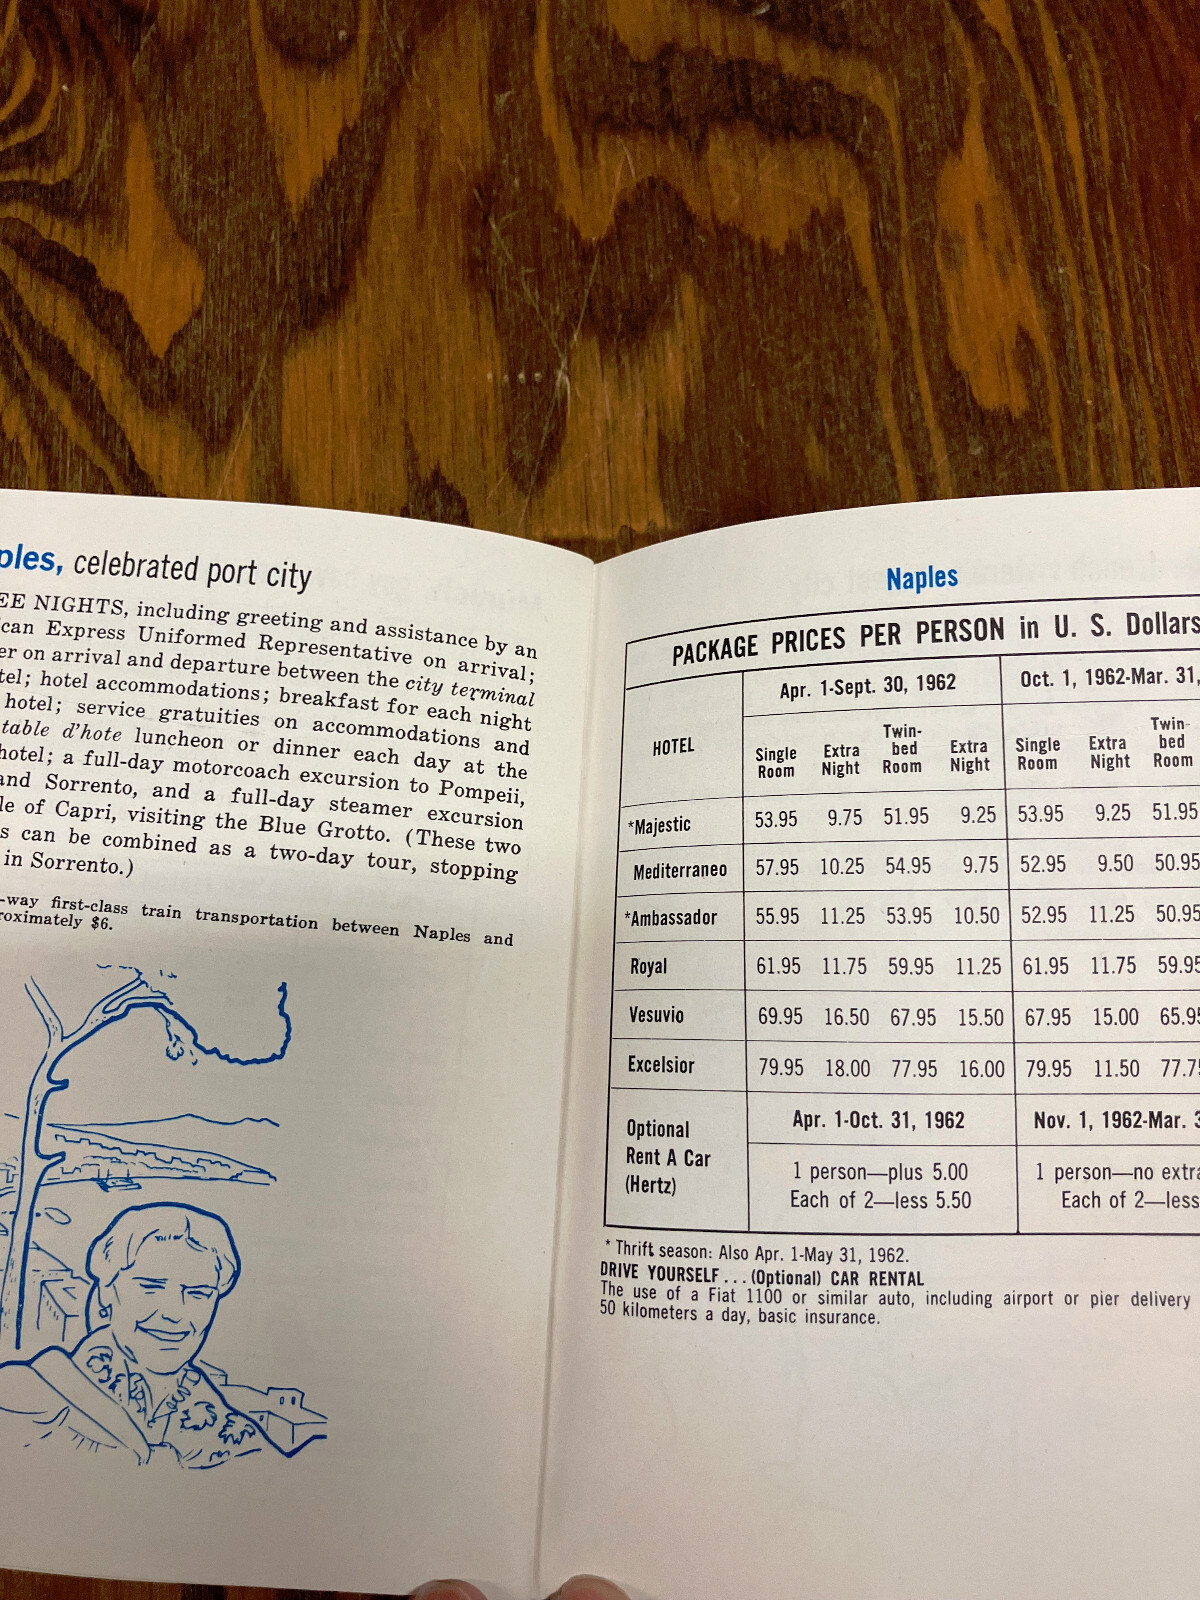 ples, celebrated port city
EE NIGHTS, including greeting and assistance by an
can Express Uniformed Representative on arrival;
er on arrival and departure between the city terminal
tel; hotel accommodations; breakfast for each night
hotel; service gratuities on accommodations and
table d'hote luncheon or dinner each day at the
hotel; a full-day motorcoach excursion to Pompeii,
and Sorrento, and a full-day steamer excursion
le of Capri, visiting the Blue Grotto. (These two
s can be combined as a two-day tour, stopping
in Sorrento.)
-way first-class train transportation between Naples and
roximately $6.
Naples
PACKAGE PRICES PER PERSON in U. S. Dollars
HOTEL Apr. 1-Sept. 30, 1962 Oct. 1, 1962-Mar. 31,
Single Room Extra Night Twin-bed Room Extra Night Single Room Extra Night Twin-bed Room
*Majestic 53.95 9.75 51.95 9.25 53.95 9.25 51.95
Mediterraneo 57.95 10.25 54.95 9.75 52.95 9.50 50.95
*Ambassador 55.95 11.25 53.95 10.50 52.95 11.25 50.95
Royal 61.95 11.75 59.95 11.25 61.95 11.75 59.95
Vesuvio 69.95 16.50 67.95 15.50 67.95 15.00 65.95
Excelsior 79.95 18.00 77.95 16.00 79.95 11.50 77.75
Optional Rent A Car (Hertz) Apr. 1-Oct. 31, 1962 Nov. 1, 1962-Mar. 3
1 person—plus 5.00 1 person—no extra
Each of 2—less 5.50 Each of 2—less
* Thrift season: Also Apr. 1-May 31, 1962.
DRIVE YOURSELF... (Optional) CAR RENTAL
The use of a Fiat 1100 or similar auto, including airport or pier delivery
50 kilometers a day, basic insurance.